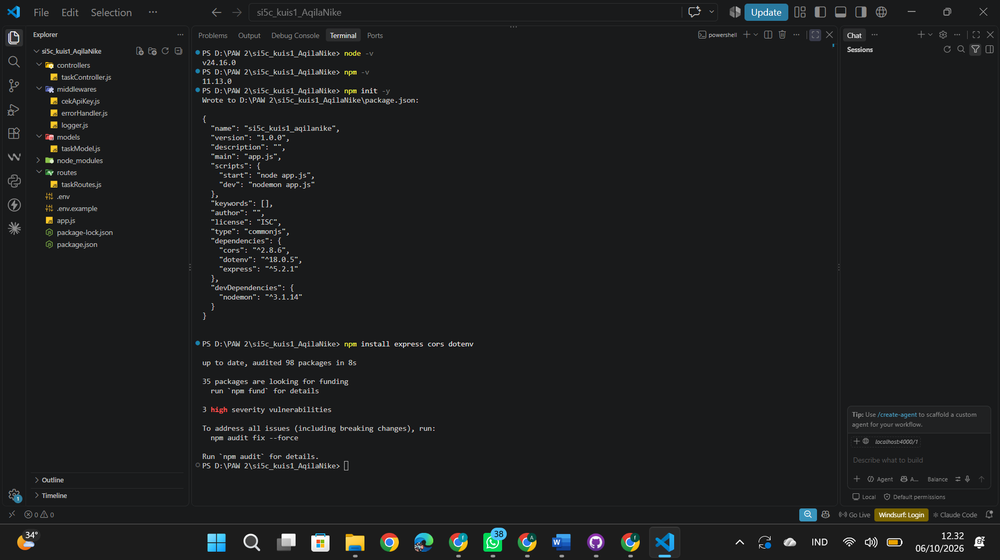 File Edit Selection ···
si5c_kuis1_AqilaNike
Update
Explorer
si5c_kuis1_AqilaNike
controllers
taskController.js
middlewares
cekApiKey.js
errorHandler.js
logger.js
models
taskModel.js
node_modules
routes
taskRoutes.js
.env
.env.example
app.js
package-lock.json
package.json
Outline
Timeline
Problems Output Debug Console Terminal Ports
powershell
PS D:\PAW 2\si5c_kuis1_AqilaNike> node -v
v24.16.0
PS D:\PAW 2\si5c_kuis1_AqilaNike> npm -v
11.13.0
PS D:\PAW 2\si5c_kuis1_AqilaNike> npm init -y
Wrote to D:\PAW 2\si5c_kuis1_AqilaNike\package.json:
{
"name": "si5c_kuis1_aqilanike",
"version": "1.0.0",
"description": "",
"main": "app.js",
"scripts": {
"start": "node app.js",
"dev": "nodemon app.js"
},
"keywords": [],
"author": "",
"license": "ISC",
"type": "commonjs",
"dependencies": {
"cors": "^2.8.6",
"dotenv": "^18.0.5",
"express": "^5.2.1"
},
"devDependencies": {
"nodemon": "^3.1.14"
}
}
PS D:\PAW 2\si5c_kuis1_AqilaNike> npm install express cors dotenv
up to date, audited 98 packages in 8s
35 packages are looking for funding
run `npm fund` for details
3 high severity vulnerabilities
To address all issues (including breaking changes), run:
npm audit fix --force
Run `npm audit` for details.
PS D:\PAW 2\si5c_kuis1_AqilaNike>
Chat
Sessions
Tip: Use /create-agent to scaffold a custom
agent for your workflow.
localhost:4000/1
Describe what to build
Agent A... Balance
Local Default permissions
1
0 0
Go Live Windsurf: Login Claude Code
34°
38
IND
12.32
06/10/2026